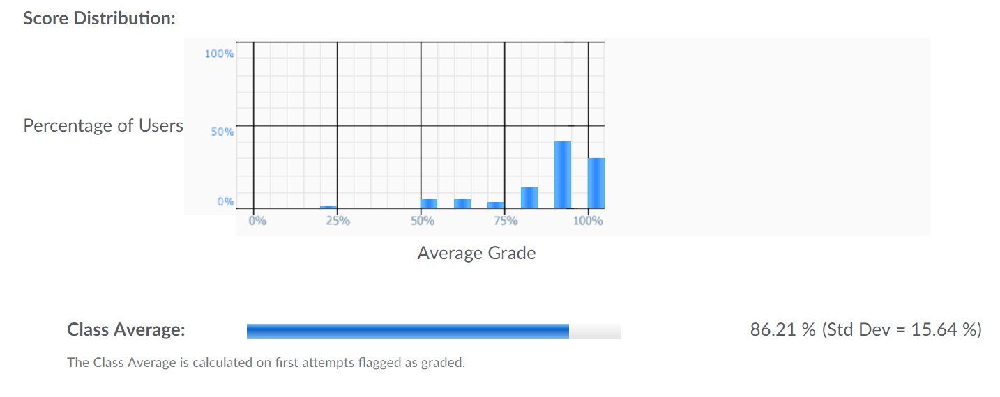 Score Distribution:
100%
Percentage of Users
50%
0%
0% 25% 50% 75% 100%
Average Grade
Class Average: 86.21 % (Std Dev = 15.64 %)
The Class Average is calculated on first attempts flagged as graded.